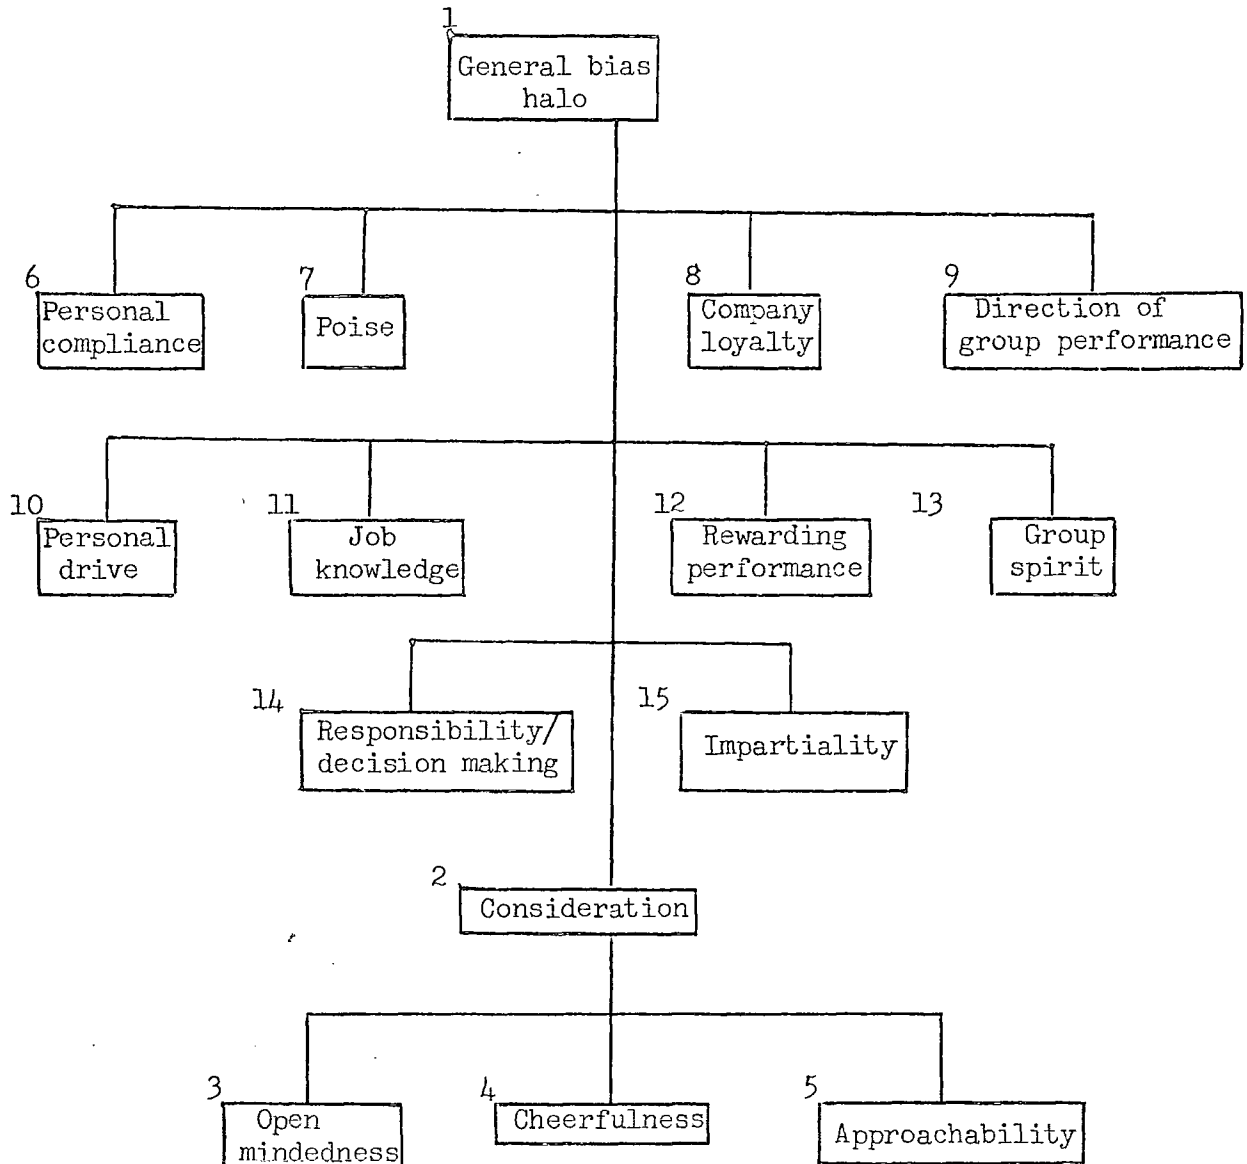 1
General bias
halo
6
Personal
compliance
7
Poise
8
Company
loyalty
9
Direction of
group performance
10
Personal
drive
11
Job
knowledge
12
Rewarding
performance
13
Group
spirit
14
Responsibility/
decision making
15
Impartiality
2
Consideration
3
Open
mindedness
4
Cheerfulness
5
Approachability